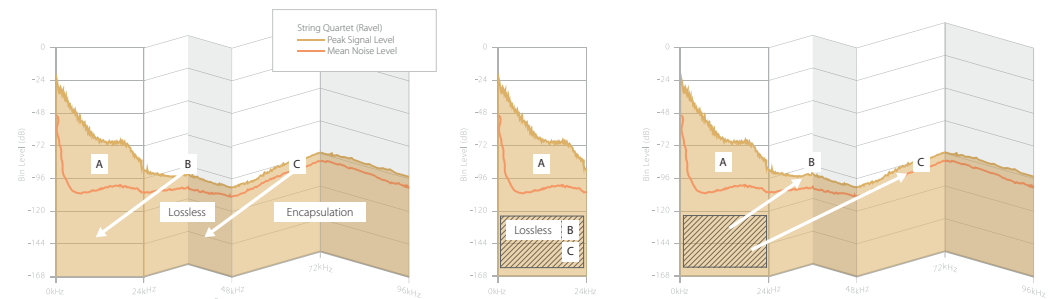 String Quartet (Ravel)
Peak Signal Level
Mean Noise Level
Bin Level (dB)
0
-24
-48
-72
-96
-120
-144
-168
A
B
C
Lossless
Encapsulation
0kHz
24kHz
48kHz
72kHz
96kHz
Bin Level (dB)
0
-24
-48
-72
-96
-120
-144
-168
A
Lossless
B
C
0kHz
24kHz
Bin Level (dB)
0
-24
-48
-72
-96
-120
-144
-168
A
B
C
0kHz
24kHz
48kHz
72kHz
96kHz